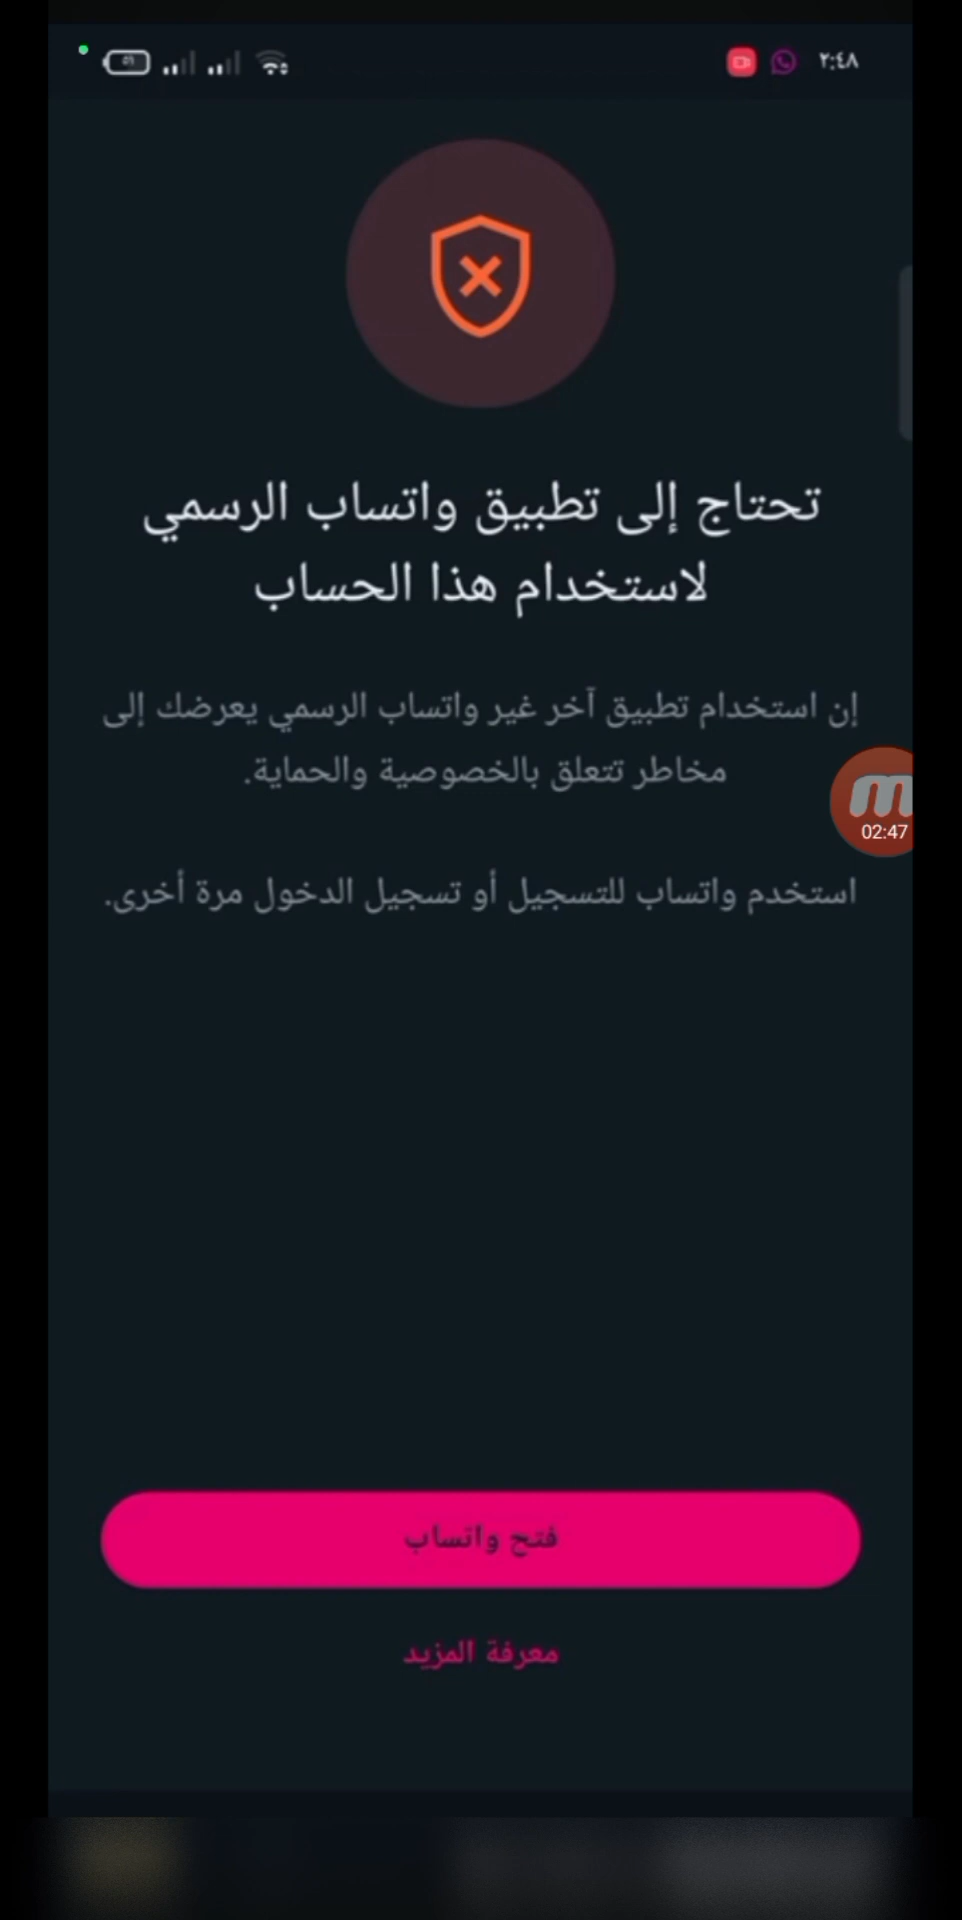 ٢:٤٨
تحتاج إلى تطبيق واتساب الرسمي
لاستخدام هذا الحساب
إن استخدام تطبيق آخر غير واتساب الرسمي يعرضك إلى
مخاطر تتعلق بالخصوصية والحماية.
02:47
استخدم واتساب للتسجيل أو تسجيل الدخول مرة أخرى.
فتح واتساب
معرفة المزيد